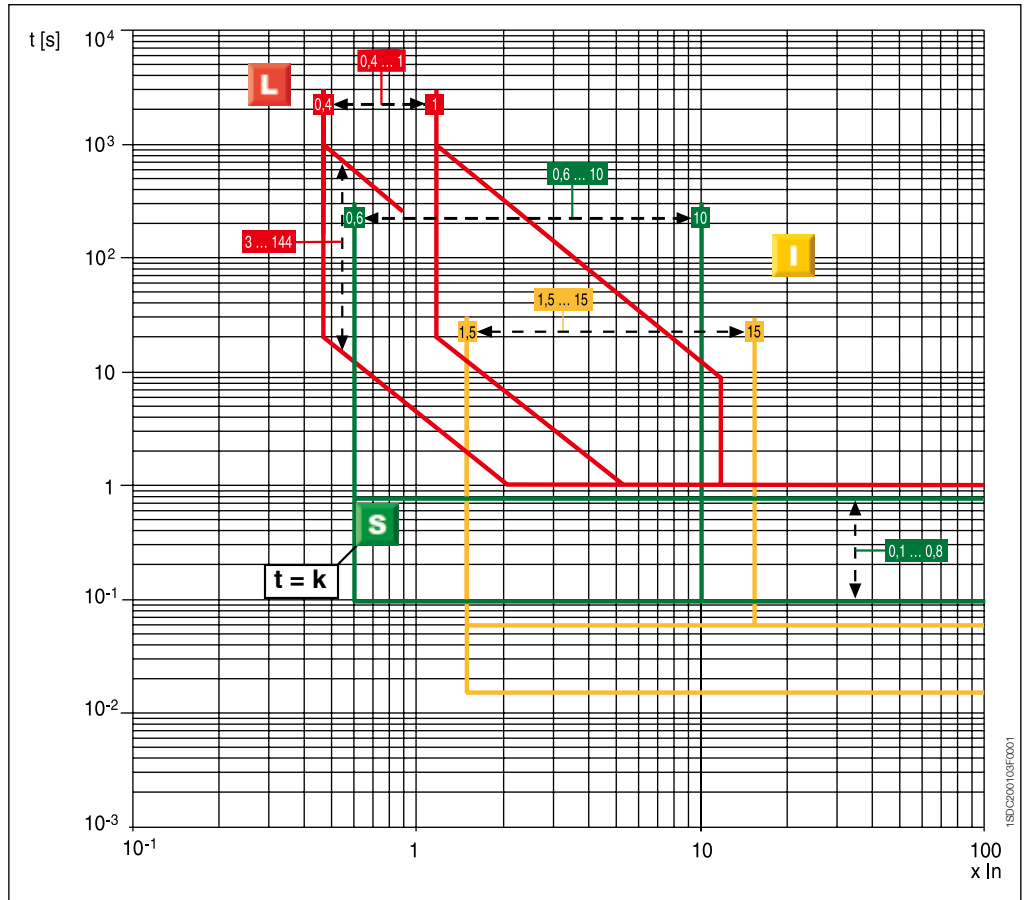 t [s]
10⁴
0,4 ... 1
L
0,4
1
10³
0,6 ... 10
0,6
10
3 ... 144
I
10²
1,5 ... 15
1,5
15
10
1
S
0,1 ... 0,8
t = k
10⁻¹
10⁻²
10⁻³
10⁻¹
1
10
100
x In
1SDC200103F0001